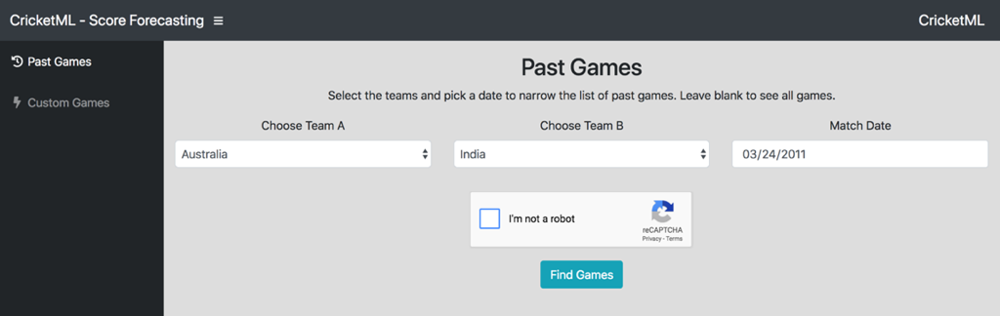 CricketML - Score Forecasting
CricketML
Past Games
Custom Games
Past Games
Select the teams and pick a date to narrow the list of past games. Leave blank to see all games.
Choose Team A
Choose Team B
Match Date
Australia
India
03/24/2011
I'm not a robot
reCAPTCHA
Privacy - Terms
Find Games